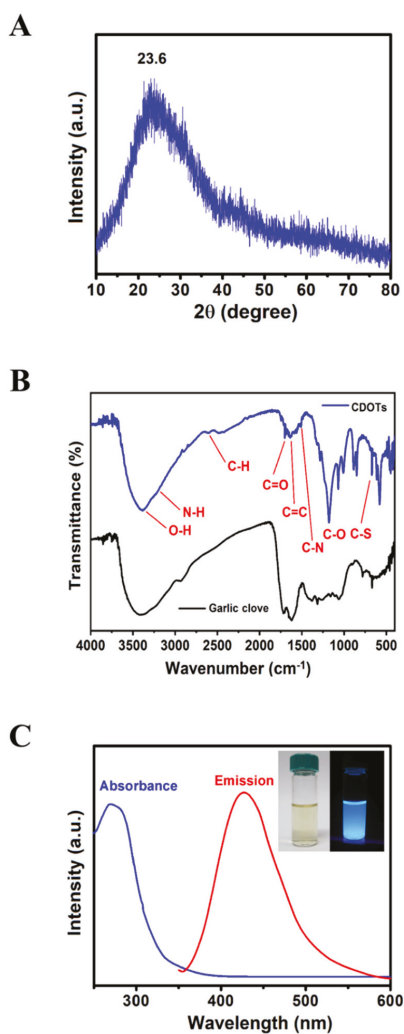 A
23.6
Intensity (a.u.)
10 20 30 40 50 60 70 80
2θ (degree)
B
CDOTs
C-H
C=O
N-H
C=C
O-H
C-N
C-O
C-S
Transmittance (%)
Garlic clove
4000 3500 3000 2500 2000 1500 1000 400
Wavenumber (cm⁻¹)
C
Absorbance
Emission
Intensity (a.u.)
300 400 500 600
Wavelength (nm)